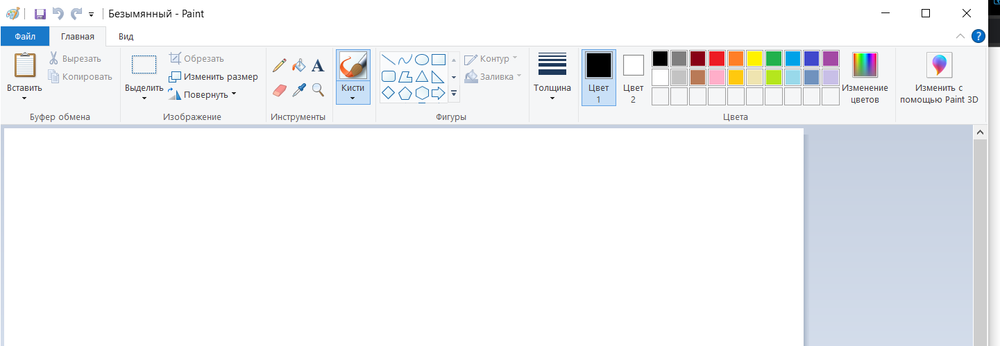 Безымянный - Paint
Файл Главная Вид ?
Вставить
Вырезать
Копировать
Буфер обмена
Выделить
Обрезать
Изменить размер
Повернуть
Изображение
A
Инструменты
Кисти
Контур
Заливка
Фигуры
Толщина
Цвет
1
Цвет
2
Изменение
цветов
Цвета
Изменить с
помощью Paint 3D